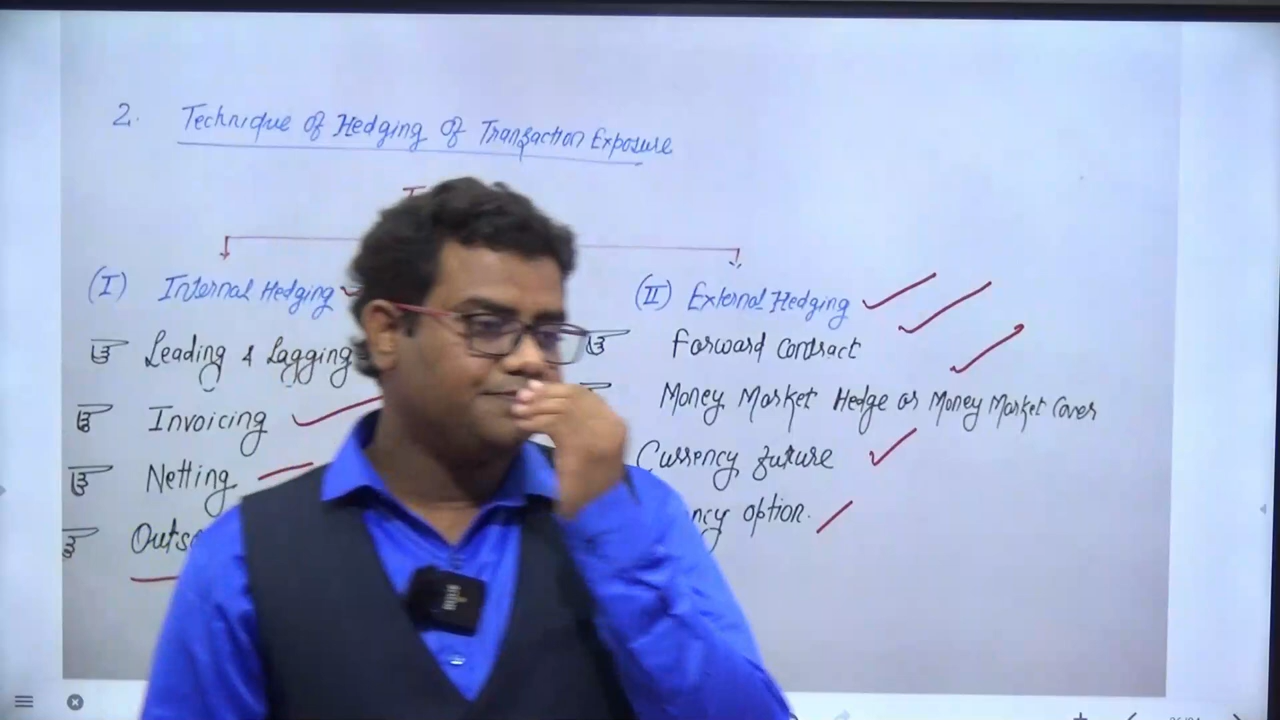 2. Technique of Hedging of Transaction Exposure
(I) Internal Hedging
Leading & Lagging
Invoicing
Netting
(II) External Hedging
Forward Contract
Money Market Hedge or Money Market Cover
Currency future
option.